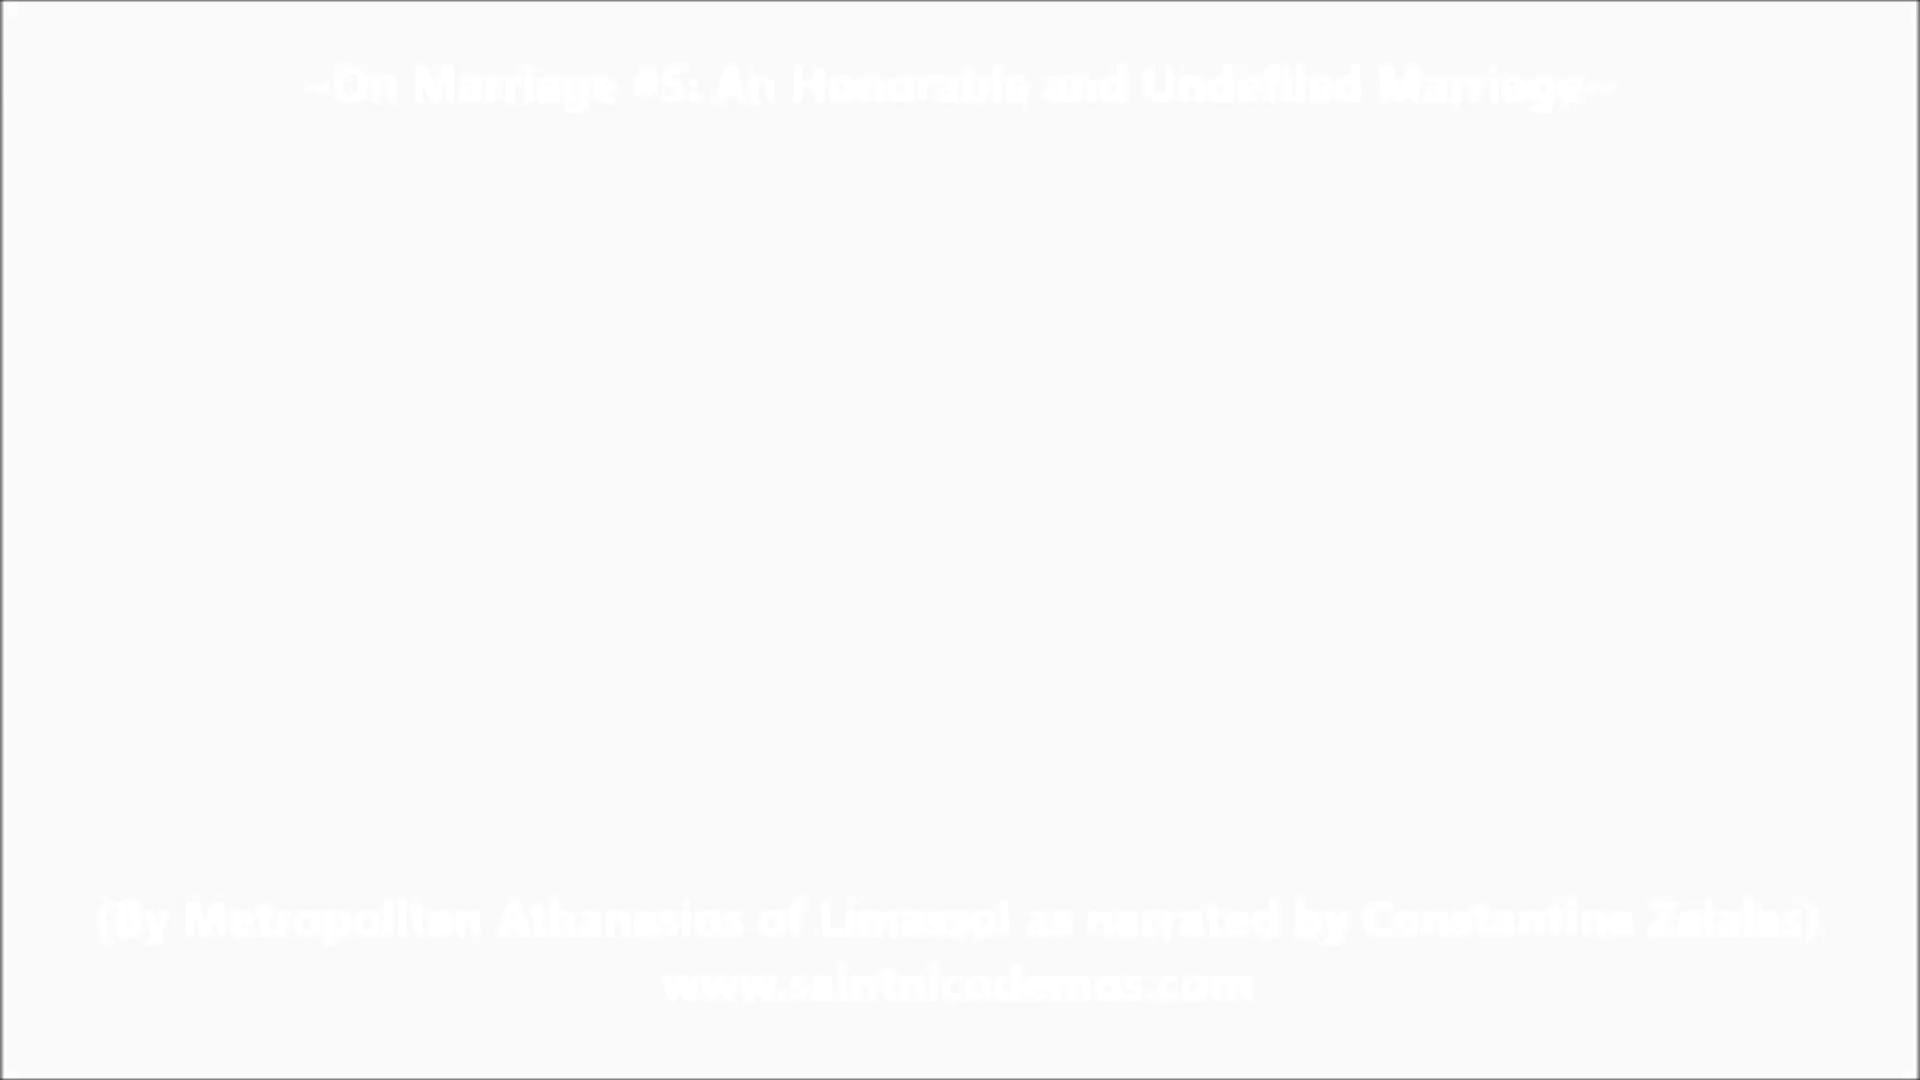 ~On Marriage #5: An Honorable and Undefiled Marriage~
(By Metropolitan Athanasios of Limassol as narrated by Constantine Zalalas)
www.saintnicodemos.com